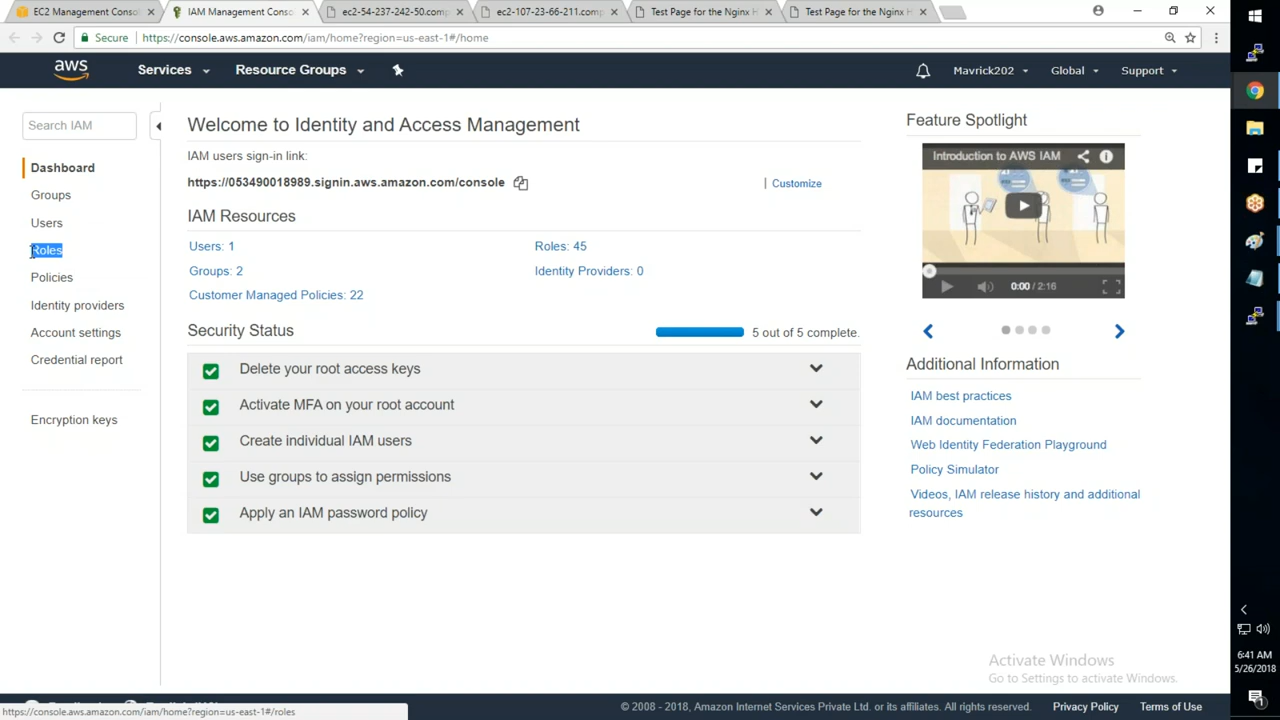 EC2 Management Consol
IAM Management Conso
ec2-54-237-242-50.comp
ec2-107-23-66-211.comp
Test Page for the Nginx H
Test Page for the Nginx H
Secure
https://console.aws.amazon.com/iam/home?region=us-east-1#/home
aws
Services
Resource Groups
Mavrick202
Global
Support
Search IAM
Dashboard
Groups
Users
Roles
Policies
Identity providers
Account settings
Credential report
Encryption keys
Welcome to Identity and Access Management
IAM users sign-in link:
https://053490018989.signin.aws.amazon.com/console
Customize
IAM Resources
Users: 1
Roles: 45
Groups: 2
Identity Providers: 0
Customer Managed Policies: 22
Security Status
5 out of 5 complete.
Delete your root access keys
Activate MFA on your root account
Create individual IAM users
Use groups to assign permissions
Apply an IAM password policy
Feature Spotlight
Introduction to AWS IAM
0:00 / 2:16
Additional Information
IAM best practices
IAM documentation
Web Identity Federation Playground
Policy Simulator
Videos, IAM release history and additional
resources
Activate Windows
Go to Settings to activate Windows.
https://console.aws.amazon.com/iam/home?region=us-east-1#/roles
© 2008 - 2018, Amazon Internet Services Private Ltd. or its affiliates. All rights reserved.
Privacy Policy
Terms of Use
6:41 AM
5/26/2018
1